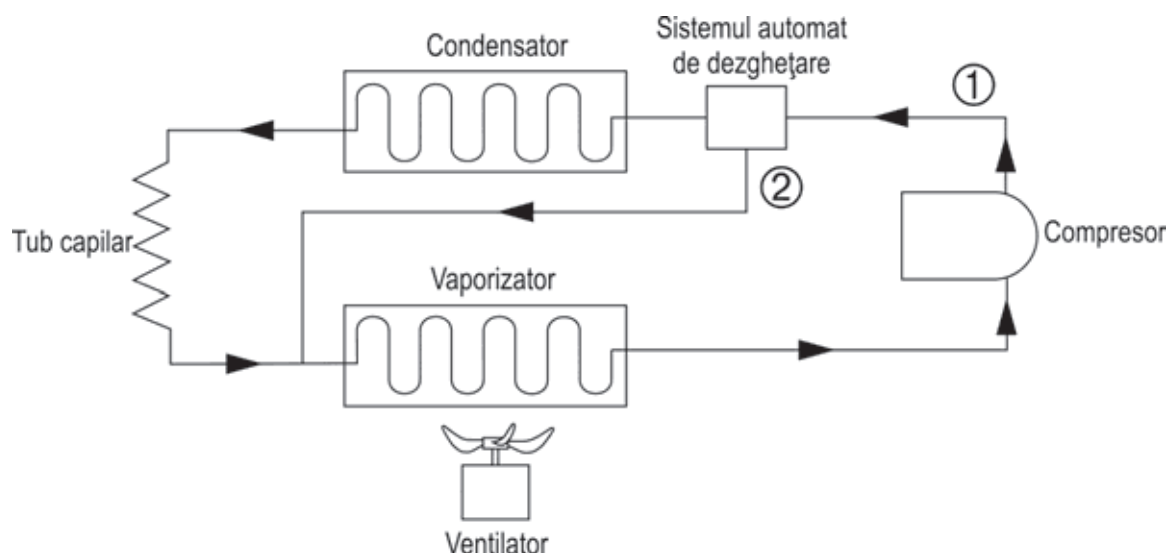 Condensator
Sistemul automat
de dezgheţare
①
②
Tub capilar
Compresor
Vaporizator
Ventilator